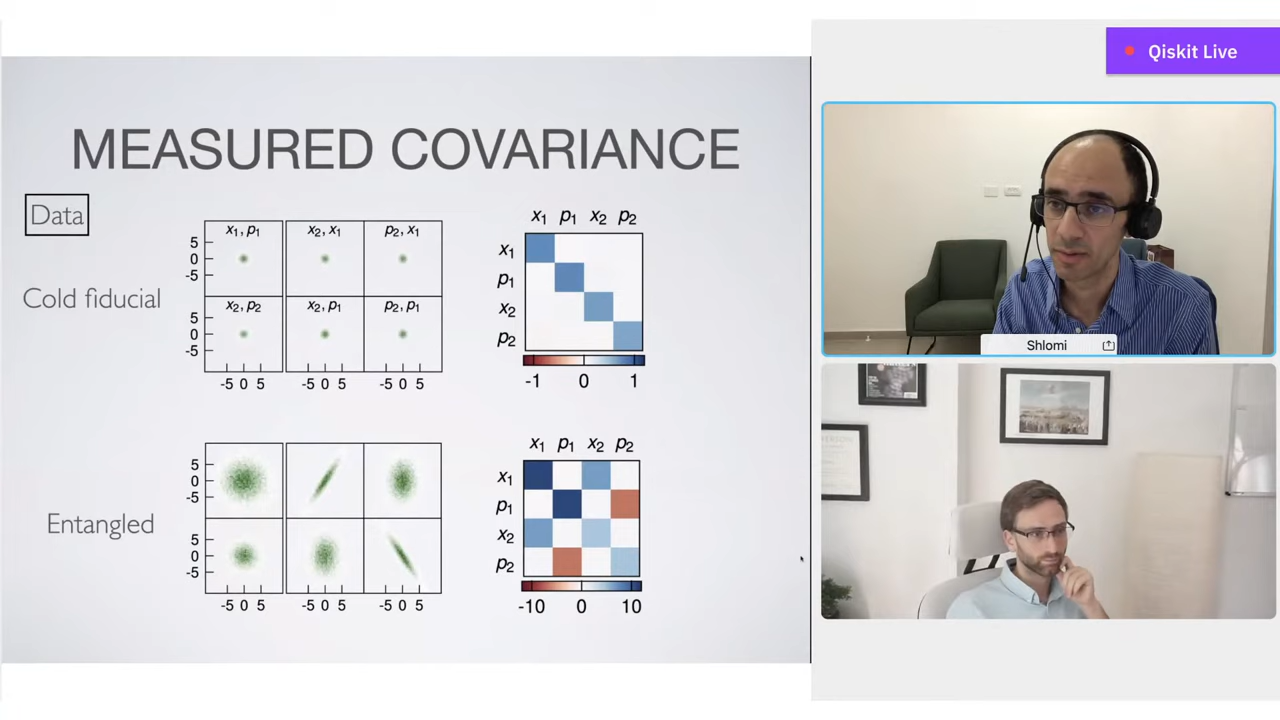 Qiskit Live
MEASURED COVARIANCE
Data
Cold fiducial
x1, p1
x2, x1
p2, x1
5
0
-5
x2, p2
x2, p1
p2, p1
5
0
-5
-5 0 5
-5 0 5
-5 0 5
x1 p1 x2 p2
x1
p1
x2
p2
-1 0 1
Entangled
5
0
-5
5
0
-5
-5 0 5
-5 0 5
-5 0 5
x1 p1 x2 p2
x1
p1
x2
p2
-10 0 10
Shlomi